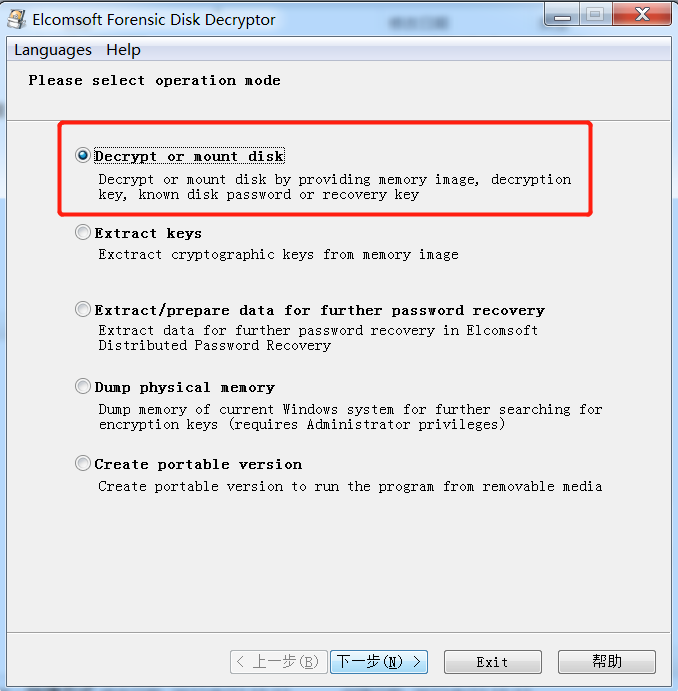 Elcomsoft Forensic Disk Decryptor
Languages Help
Please select operation mode
Decrypt or mount disk
Decrypt or mount disk by providing memory image, decryption
key, known disk password or recovery key
Extract keys
Exctract cryptographic keys from memory image
Extract/prepare data for further password recovery
Extract data for further password recovery in Elcomsoft
Distributed Password Recovery
Dump physical memory
Dump memory of current Windows system for further searching for
encryption keys (requires Administrator privileges)
Create portable version
Create portable version to run the program from removable media
< 上一步(B) 下一步(N) > Exit 帮助